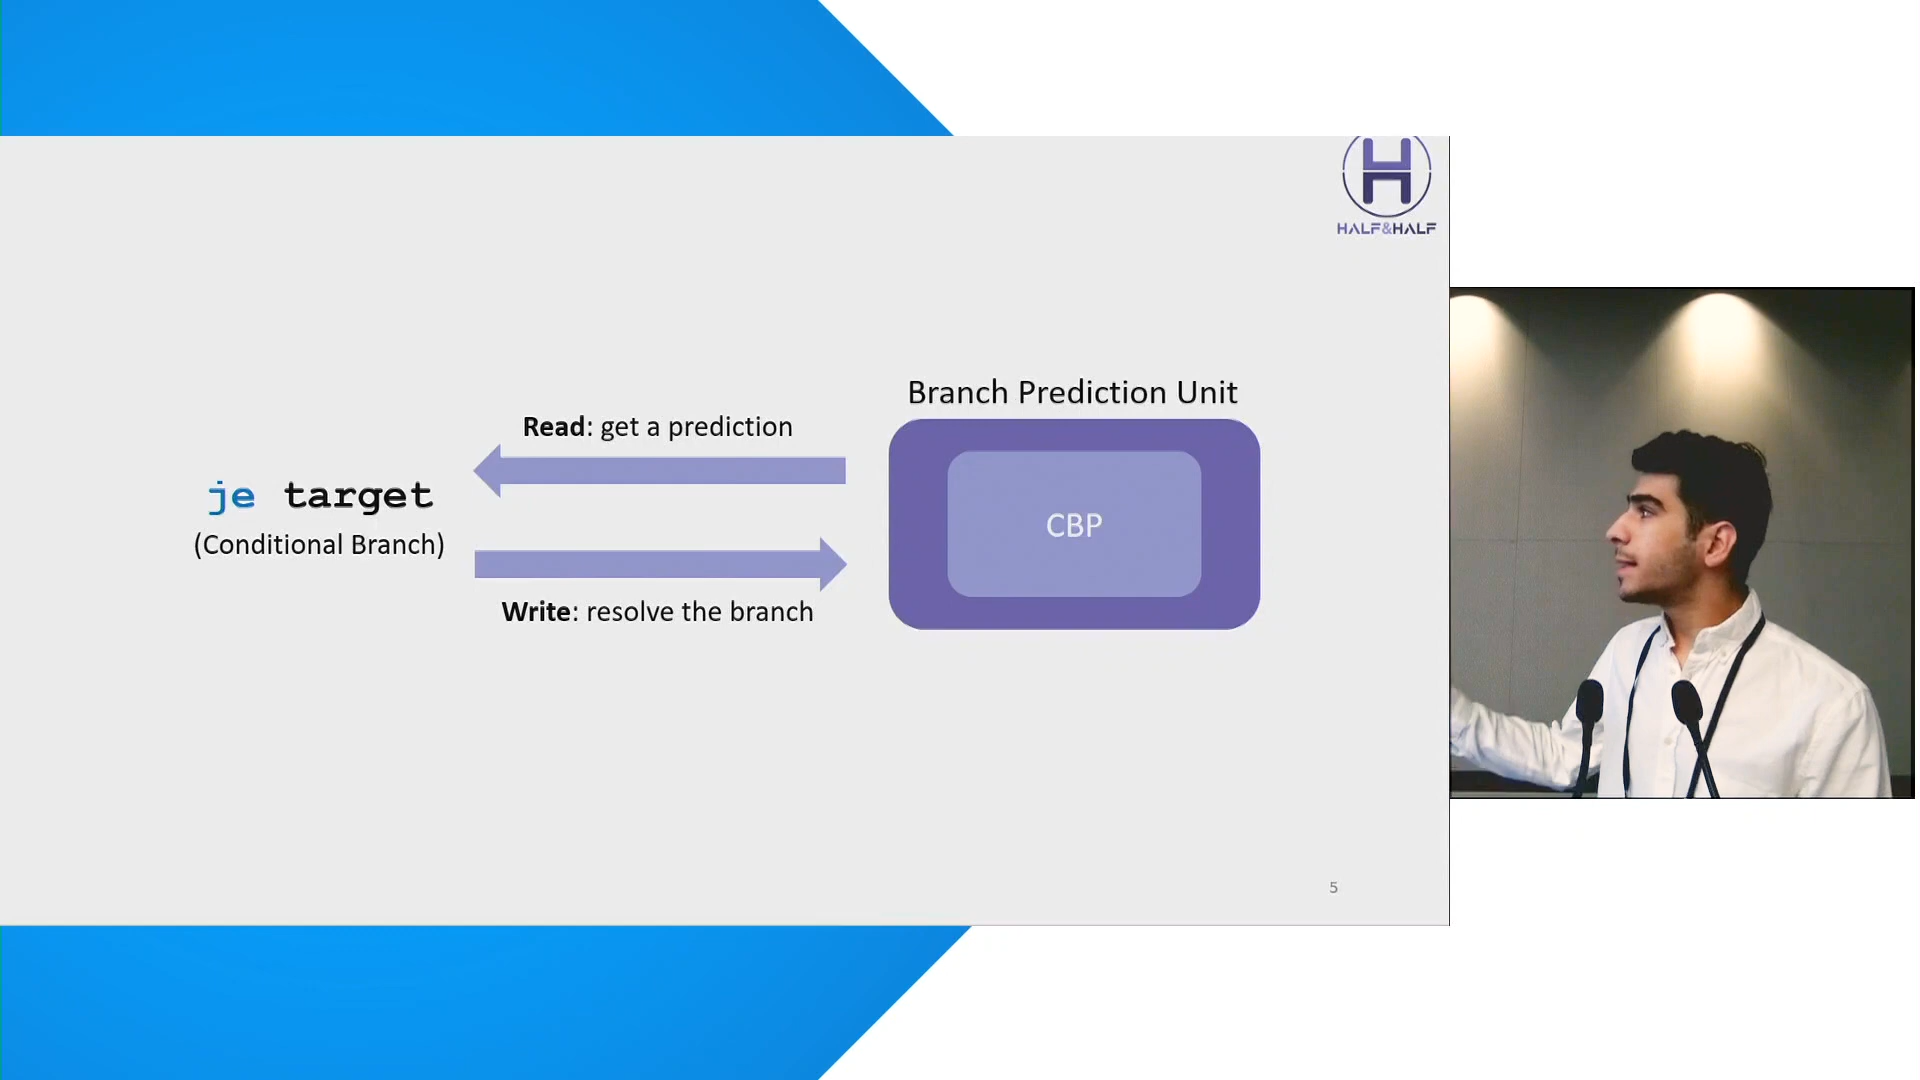 H
HALF&HALF
Branch Prediction Unit
Read: get a prediction
je target
(Conditional Branch)
CBP
Write: resolve the branch
5